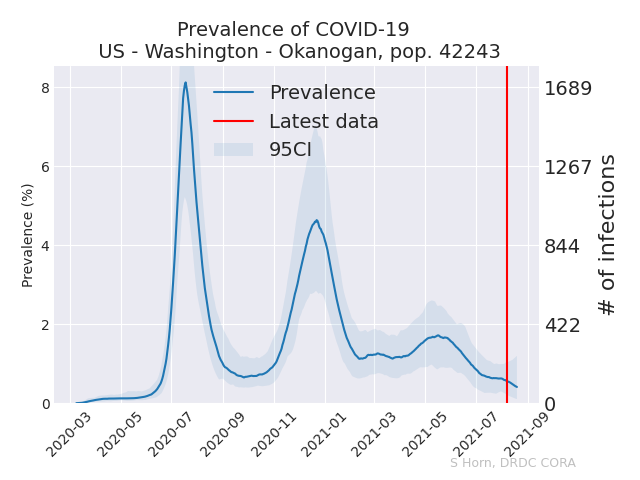 Prevalence of COVID-19
US - Washington - Okanogan, pop. 42243
Prevalence
Latest data
95CI
Prevalence (%)
8
6
4
2
0
# of infections
1689
1267
844
422
0
2020-03
2020-05
2020-07
2020-09
2020-11
2021-01
2021-03
2021-05
2021-07
2021-09
S Horn, DRDC CORA